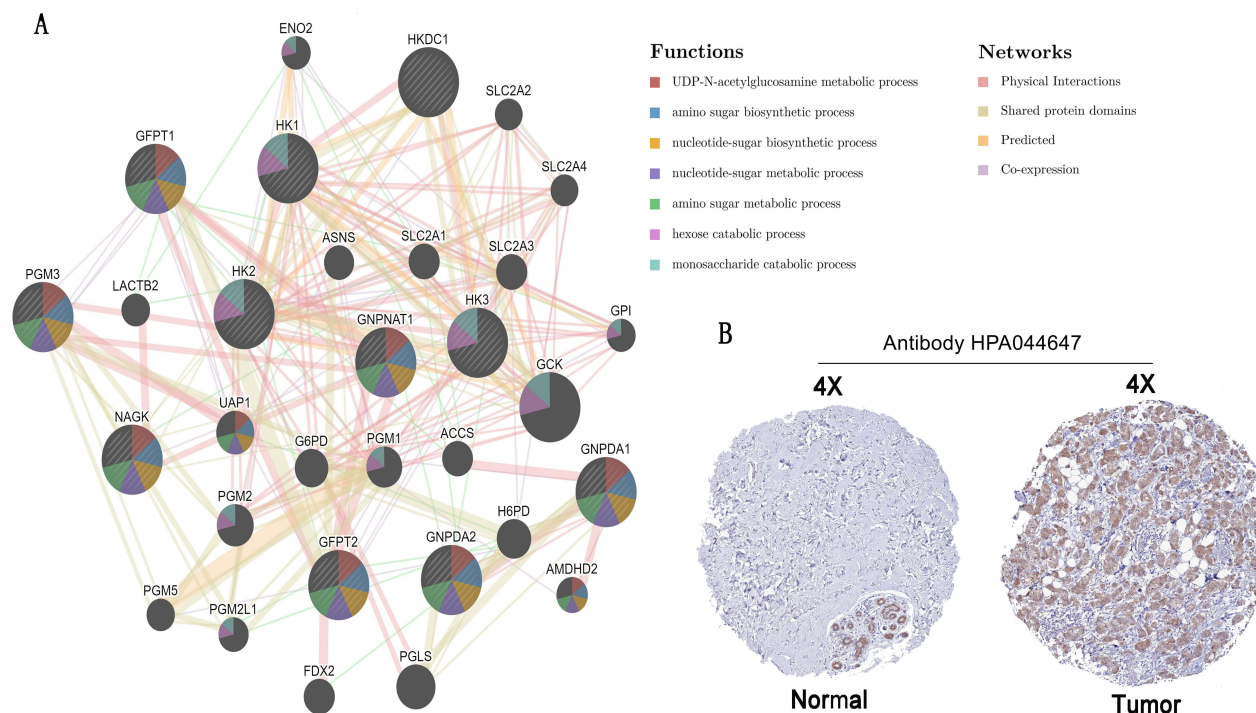 A
ENO2
HKDC1
SLC2A2
HK1
GFPT1
SLC2A4
ASNS
SLC2A1
SLC2A3
PGM3
LACTB2
HK2
HK3
GPI
GNPNAT1
GCK
UAP1
NAGK
G6PD
PGM1
ACCS
GNPDA1
PGM2
H6PD
GFPT2
GNPDA2
AMDHD2
PGM5
PGM2L1
PGLS
FDX2
Functions
UDP-N-acetylglucosamine metabolic process
amino sugar biosynthetic process
nucleotide-sugar biosynthetic process
nucleotide-sugar metabolic process
amino sugar metabolic process
hexose catabolic process
monosaccharide catabolic process
Networks
Physical Interactions
Shared protein domains
Predicted
Co-expression
B
Antibody HPA044647
4X
4X
Normal
Tumor